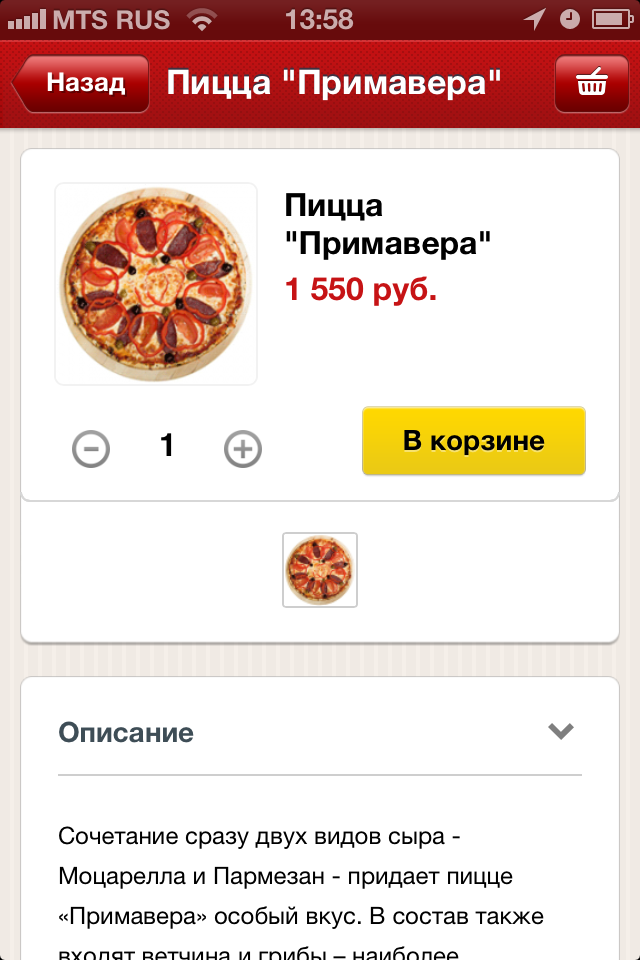 MTS RUS 13:58
Назад Пицца "Примавера"
Пицца
"Примавера"
1 550 руб.
1 В корзине
Описание
Сочетание сразу двух видов сыра -
Моцарелла и Пармезан - придает пицце
«Примавера» особый вкус. В состав также
входят ветчина и грибы – наиболее